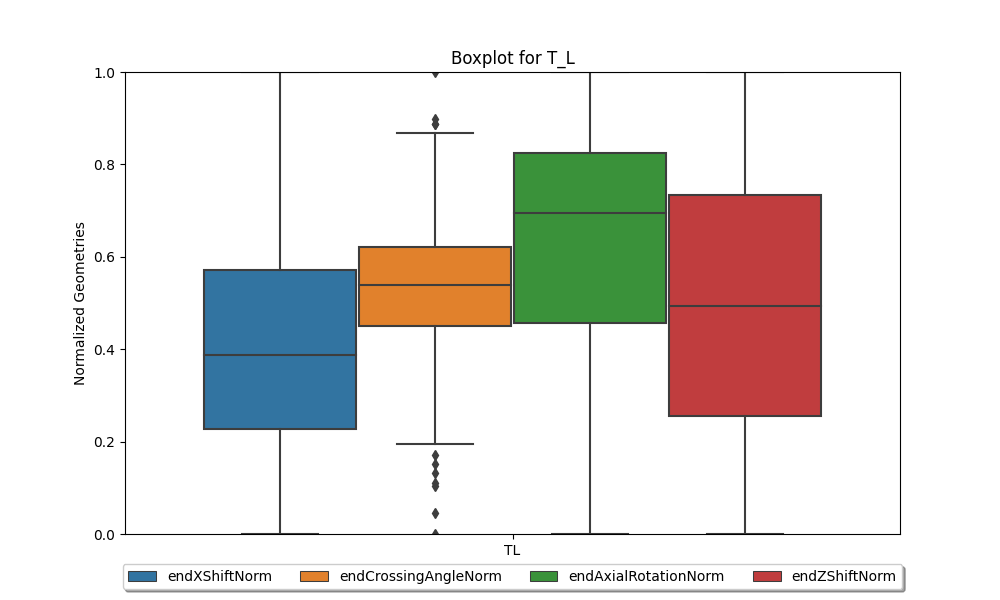 Boxplot for T_L
Normalized Geometries
1.0
0.8
0.6
0.4
0.2
0.0
TL
endXShiftNorm endCrossingAngleNorm endAxialRotationNorm endZShiftNorm